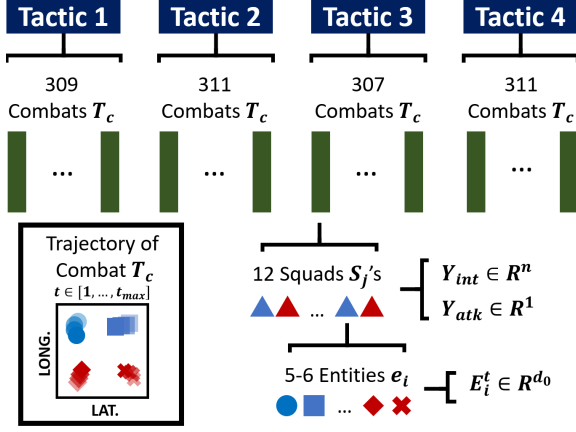 Tactic 1
Tactic 2
Tactic 3
Tactic 4
309
Combats T_c
311
Combats T_c
307
Combats T_c
311
Combats T_c
...
...
...
...
Trajectory of
Combat T_c
t ∈ [1, ..., t_max]
LONG.
LAT.
12 Squads S_j's
...
Y_int ∈ R^n
Y_atk ∈ R^1
5-6 Entities e_i
...
E_i^t ∈ R^{d_0}